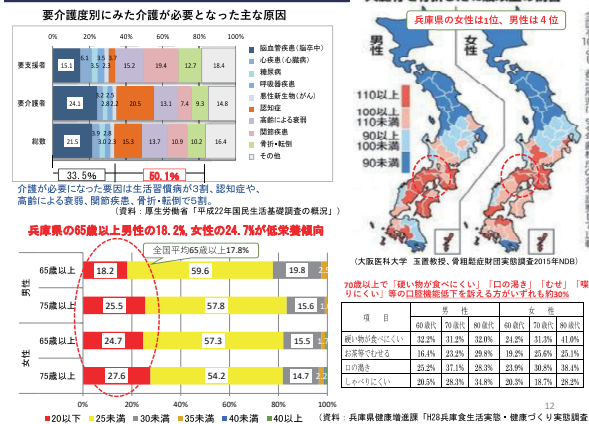 要介護度別にみた介護が必要となった主な原因
0% 20% 40% 60% 80% 100%
要支援者 15.1 6.1 3.5 3.5 2.3 3.7 15.2 19.4 12.7 18.4
要介護者 24.1 3.2 2.8 2.5 2.2 20.5 13.1 7.4 9.3 14.8
総数 21.5 3.9 3.0 2.8 2.3 15.3 13.7 10.9 10.2 16.4
脳血管疾患(脳卒中)
心疾患(心臓病)
糖尿病
呼吸器疾患
悪性新生物(がん)
認知症
高齢による衰弱
関節疾患
骨折・転倒
その他
33.5% 50.1%
介護が必要になった要因は生活習慣病が3割、認知症や、
高齢による衰弱、関節疾患、骨折・転倒で5割。
(資料：厚生労働省「平成22年国民生活基礎調査の概況」)
兵庫県の65歳以上男性の18.2%、女性の24.7%が低栄養傾向
全国平均65歳以上17.8%
男性
65歳以上 18.2 59.6 19.8
75歳以上 25.5 57.8 15.6
女性
65歳以上 24.7 57.3 15.5
75歳以上 27.6 54.2 14.7
0% 20% 40% 60% 80% 100%
20以下 25未満 30未満 35未満 40未満 40以上
兵庫県の女性は1位、男性は4位
男性
女性
110以上
100以上
110未満
90以上
100未満
90未満
(大阪医科大学 玉置教授、骨粗鬆症財団実態調査2015年NDB)
70歳以上で「硬い物が食べにくい」「口の渇き」「むせ」「喋
りにくい」等の口腔機能低下を訴える方がいずれも約30%
項 目 男 性 女 性
60歳代 70歳代 80歳代 60歳代 70歳代 80歳代
硬い物が食べにくい 32.2% 31.2% 32.0% 24.2% 31.3% 41.0%
お茶等でむせる 16.4% 23.2% 29.8% 19.2% 25.6% 25.1%
口の渇き 25.2% 37.1% 28.3% 23.9% 30.8% 38.4%
しゃべりにくい 20.5% 28.3% 34.8% 20.3% 18.7% 28.2%
12
(資料：兵庫県健康増進課「H28兵庫食生活実態・健康づくり実態調査